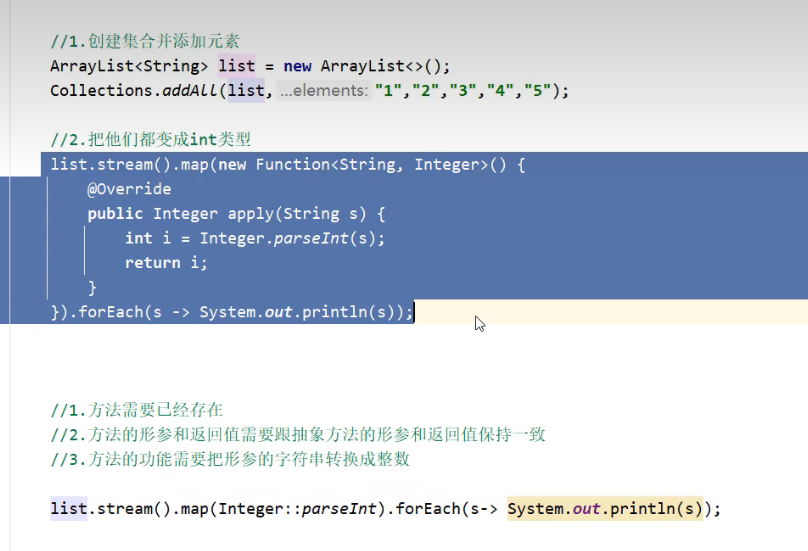 //1.创建集合并添加元素
ArrayList<String> list = new ArrayList<>();
Collections.addAll(list, ...elements: "1","2","3","4","5");
//2.把他们都变成int类型
list.stream().map(new Function<String, Integer>() {
@Override
public Integer apply(String s) {
int i = Integer.parseInt(s);
return i;
}
}).forEach(s -> System.out.println(s));
//1.方法需要已经存在
//2.方法的形参和返回值需要跟抽象方法的形参和返回值保持一致
//3.方法的功能需要把形参的字符串转换成整数
list.stream().map(Integer::parseInt).forEach(s-> System.out.println(s));